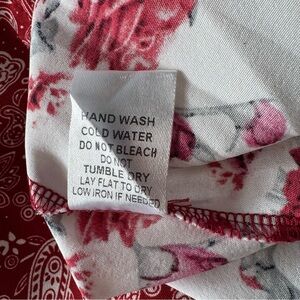 HAND WASH
COLD WATER
DO NOT BLEACH
DO NOT
TUMBLE DRY
LAY FLAT TO DRY
LOW IRON IF NEEDED